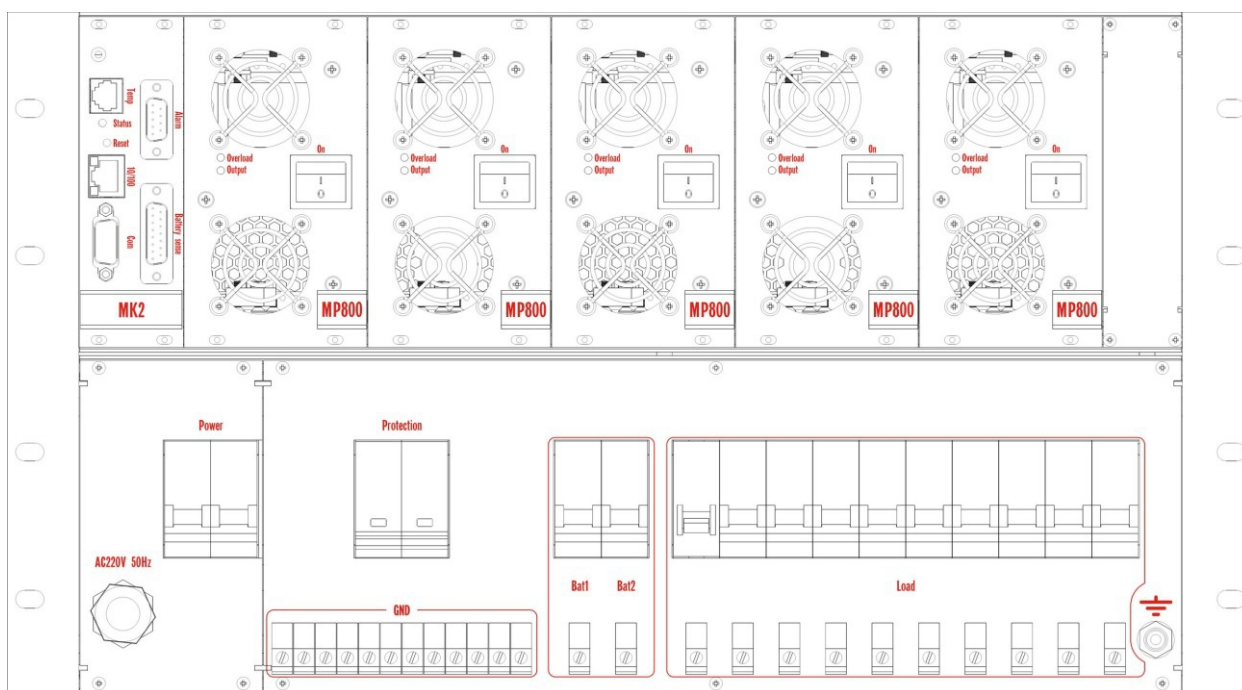 Temp
Status
Reset
10/100
Com
Alarm
Battery sense
MK2
Overload
Output
On
MP800
Overload
Output
On
MP800
Overload
Output
On
MP800
Overload
Output
On
MP800
Overload
Output
On
MP800
Power
AC220V 50Hz
Protection
GND
Bat1
Bat2
Load